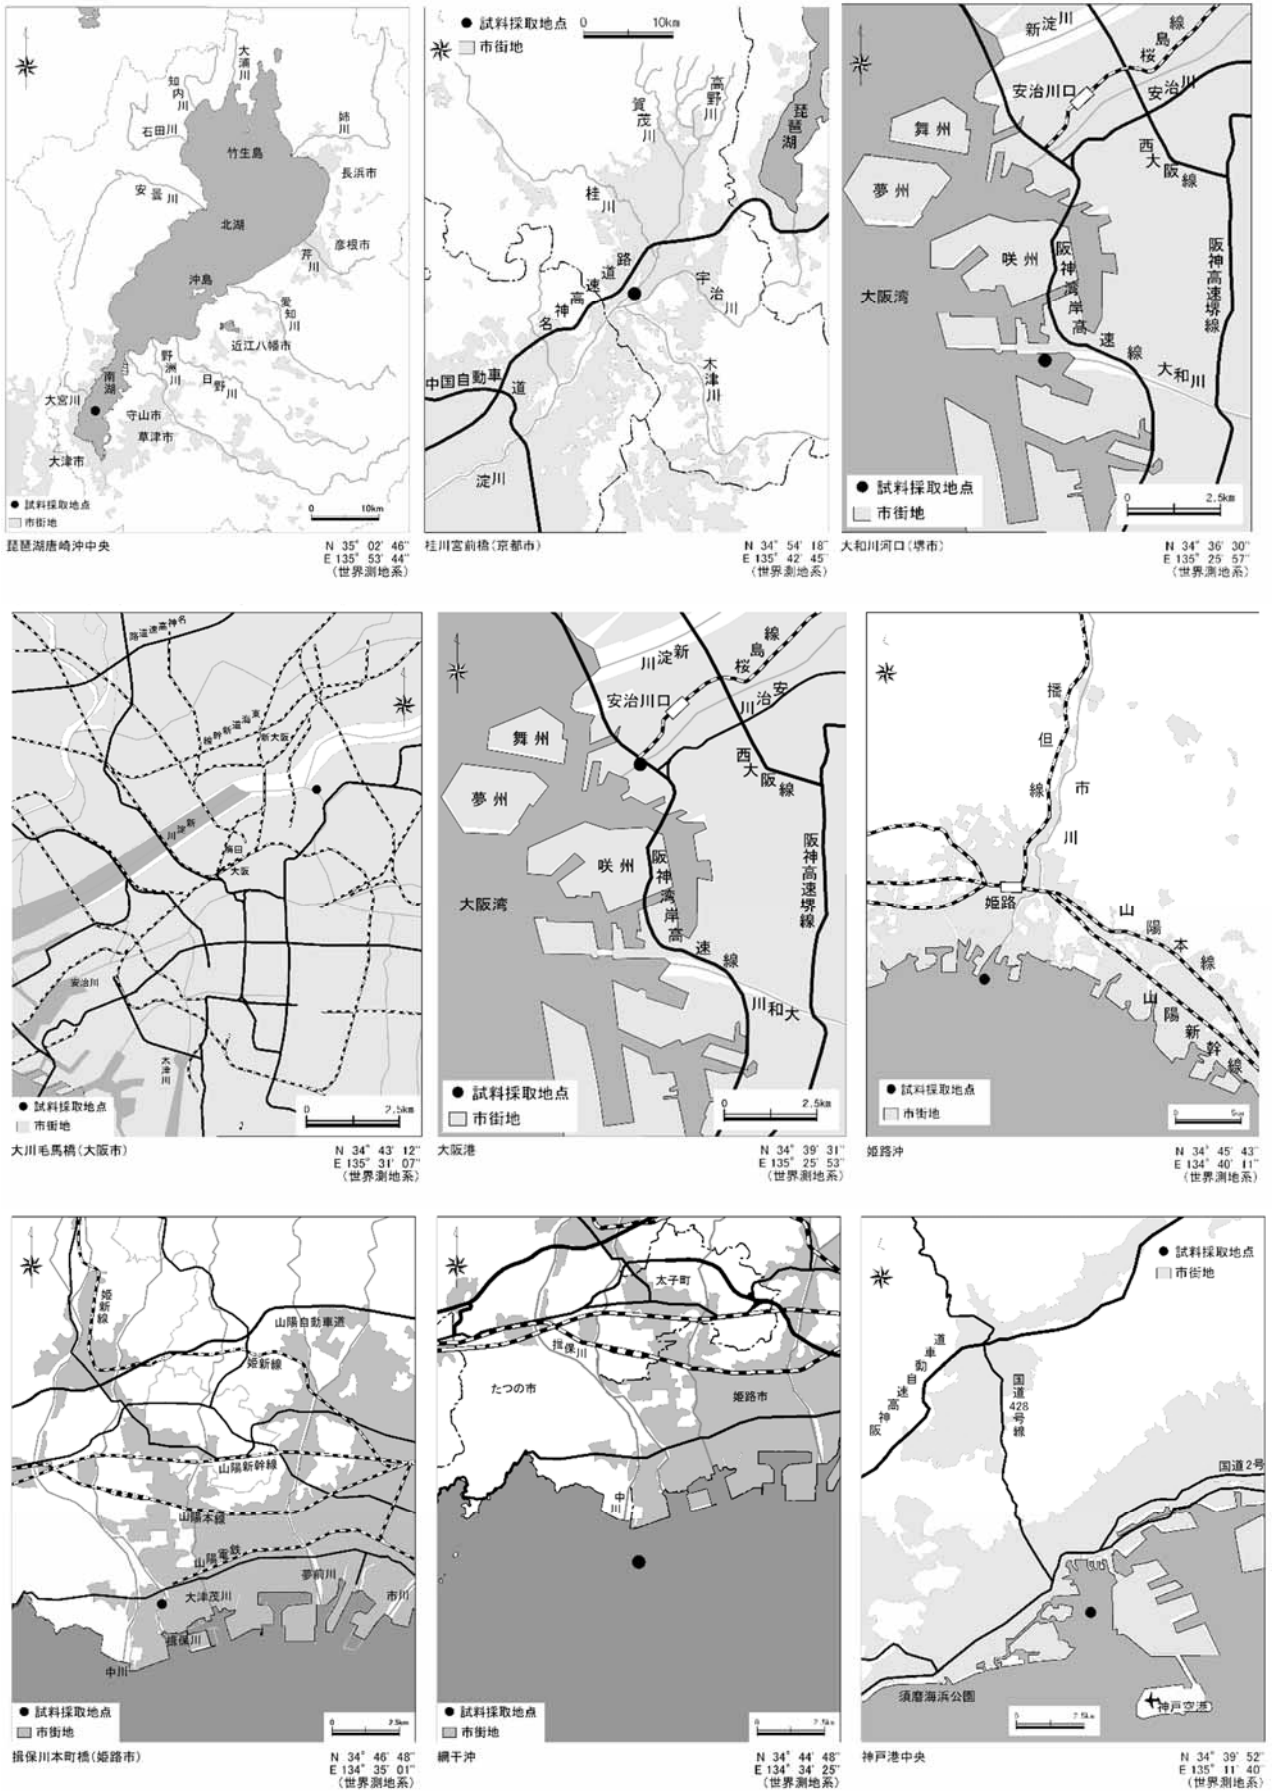 大浦川
知内川
石田川
姉川
竹生島
長浜市
安曇川
北湖
彦根市
芹川
沖島
愛知川
近江八幡市
野洲川
日野川
南湖
大宮川
守山市
草津市
大津市
● 試料採取地点
市街地
0 10km
琵琶湖唐崎沖中央
N 35° 02' 46"
E 135° 53' 44"
(世界測地系)
● 試料採取地点
市街地
0 10km
賀茂川
高野川
琵琶湖
桂川
名神高速道路
宇治川
木津川
中国自動車道
淀川
桂川宮前橋(京都市)
N 34° 54' 18"
E 135° 42' 45"
(世界測地系)
新淀川
桜島線
安治川口
安治川
舞州
西大阪線
夢州
咲州
阪神湾岸高速線
阪神高速堺線
大阪湾
大和川
● 試料採取地点
市街地
0 2.5km
大和川河口(堺市)
N 34° 36' 30"
E 135° 25' 57"
(世界測地系)
名神高速道路
東海道新幹線
新大阪
新淀川
梅田
大阪
安治川
木津川
● 試料採取地点
市街地
0 2.5km
大川毛馬橋(大阪市)
N 34° 43' 12"
E 135° 31' 07"
(世界測地系)
新淀川
桜島線
安治川口
安治川
舞州
西大阪線
夢州
咲州
阪神湾岸高速線
阪神高速堺線
大阪湾
大和川
● 試料採取地点
市街地
0 2.5km
大阪港
N 34° 39' 31"
E 135° 25' 53"
(世界測地系)
播但線
市川
姫路
山陽本線
山陽新幹線
● 試料採取地点
市街地
姫路沖
N 34° 45' 43"
E 134° 40' 11"
(世界測地系)
姫新線
山陽自動車道
姫新線
山陽新幹線
山陽本線
山陽電鉄
大津茂川
夢前川
市川
揖保川
中川
● 試料採取地点
市街地
0 2.5km
揖保川本町橋(姫路市)
N 34° 46' 48"
E 134° 35' 01"
(世界測地系)
太子町
揖保川
たつの市
姫路市
中川
● 試料採取地点
市街地
0 2.5km
網干沖
N 34° 44' 48"
E 134° 34' 25"
(世界測地系)
● 試料採取地点
市街地
阪神高速自動車道
国道428号線
国道2号
須磨海浜公園
神戸空港
0 2.5km
神戸港中央
N 34° 39' 52"
E 135° 11' 40"
(世界測地系)